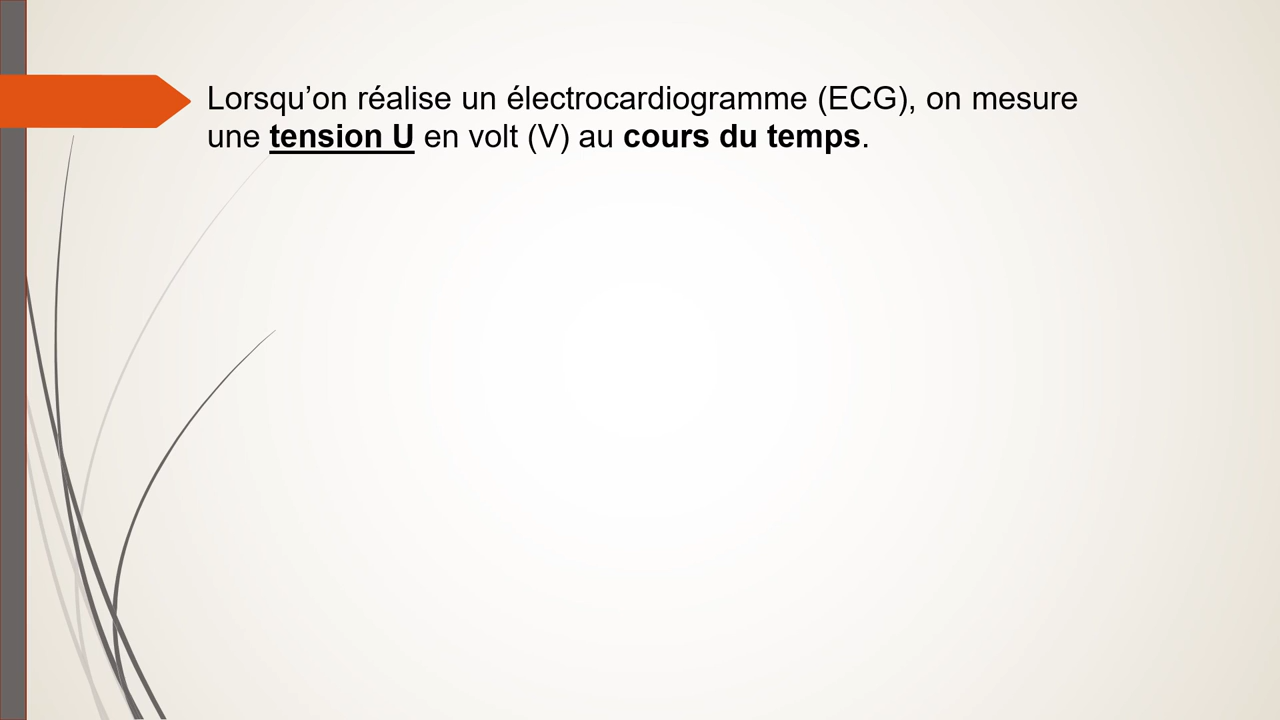 Lorsqu’on réalise un électrocardiogramme (ECG), on mesure
une tension U en volt (V) au cours du temps.